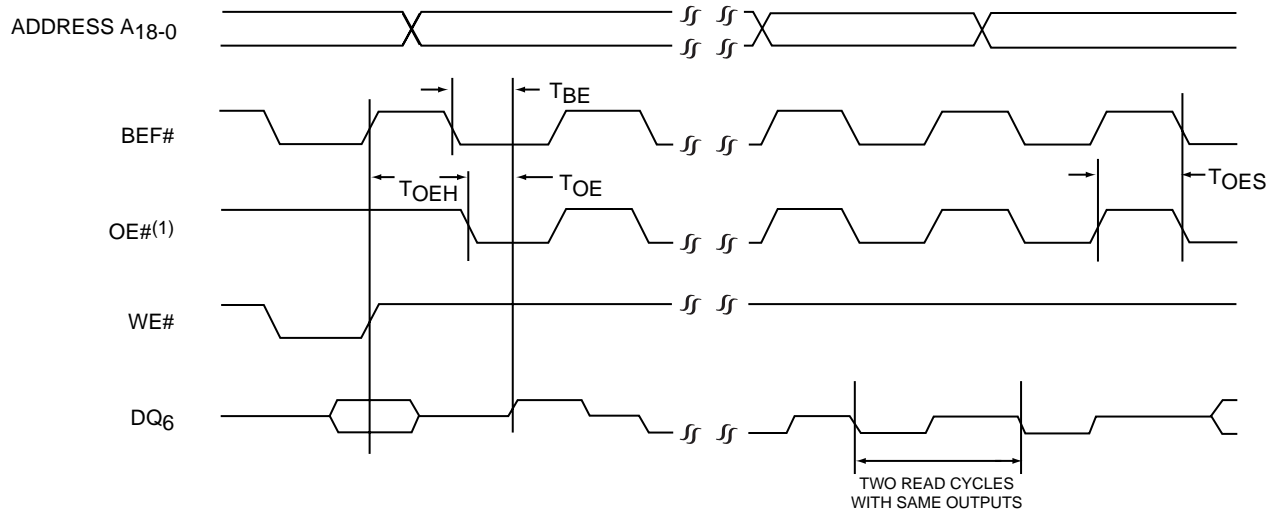 ADDRESS A18-0
TBE
BEF#
TOEH
TOE
TOES
OE#(1)
WE#
DQ6
TWO READ CYCLES
WITH SAME OUTPUTS